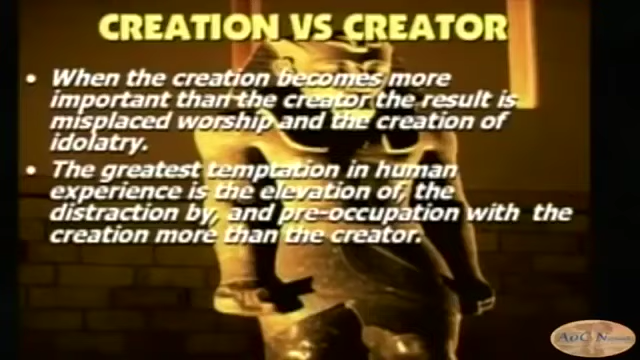 CREATION VS CREATOR
• When the creation becomes more
important than the creator the result is
misplaced worship and the creation of
idolatry.
• The greatest temptation in human
experience is the elevation of, the
distraction by, and pre-occupation with the
creation more than the creator.